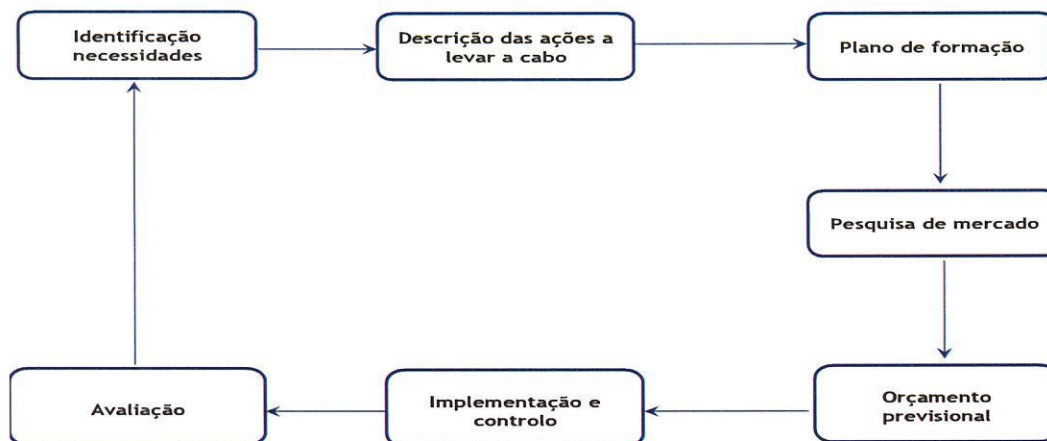 Identificação
necessidades
Descrição das ações a
levar a cabo
Plano de formação
Pesquisa de mercado
Orçamento
previsional
Implementação e
controlo
Avaliação